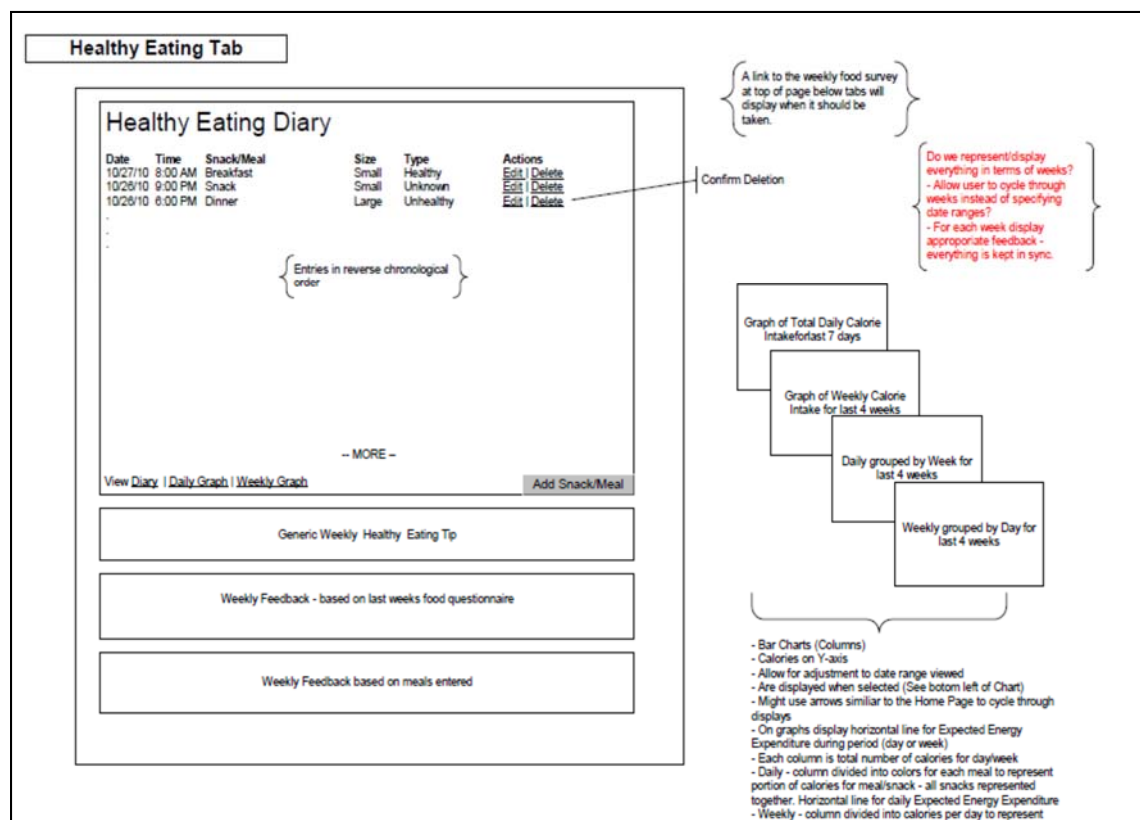 Healthy Eating Tab
A link to the weekly food survey
at top of page below tabs will
display when it should be
taken.
Healthy Eating Diary
Date Time Snack/Meal Size Type Actions
10/27/10 8:00 AM Breakfast Small Healthy Edit | Delete
10/26/10 9:00 PM Snack Small Unknown Edit | Delete
10/26/10 6:00 PM Dinner Large Unhealthy Edit | Delete
.
.
.
Confirm Deletion
Do we represent/display
everything in terms of weeks?
- Allow user to cycle through
weeks instead of specifying
date ranges?
- For each week display
approporiate feedback -
everything is kept in sync.
Entries in reverse chronological
order
-- MORE –
View Diary | Daily Graph | Weekly Graph
Add Snack/Meal
Generic Weekly Healthy Eating Tip
Weekly Feedback - based on last weeks food questionnaire
Weekly Feedback based on meals entered
Graph of Total Daily Calorie
Intakeforlast 7 days
Graph of Weekly Calorie
Intake for last 4 weeks
Daily grouped by Week for
last 4 weeks
Weekly grouped by Day for
last 4 weeks
- Bar Charts (Columns)
- Calories on Y-axis
- Allow for adjustment to date range viewed
- Are displayed when selected (See botom left of Chart)
- Might use arrows similiar to the Home Page to cycle through
displays
- On graphs display horizontal line for Expected Energy
Expenditure during period (day or week)
- Each column is total number of calories for day/week
- Daily - column divided into colors for each meal to represent
portion of calories for meal/snack - all snacks represented
together. Horizontal line for daily Expected Energy Expenditure
- Weekly - column divided into calories per day to represent